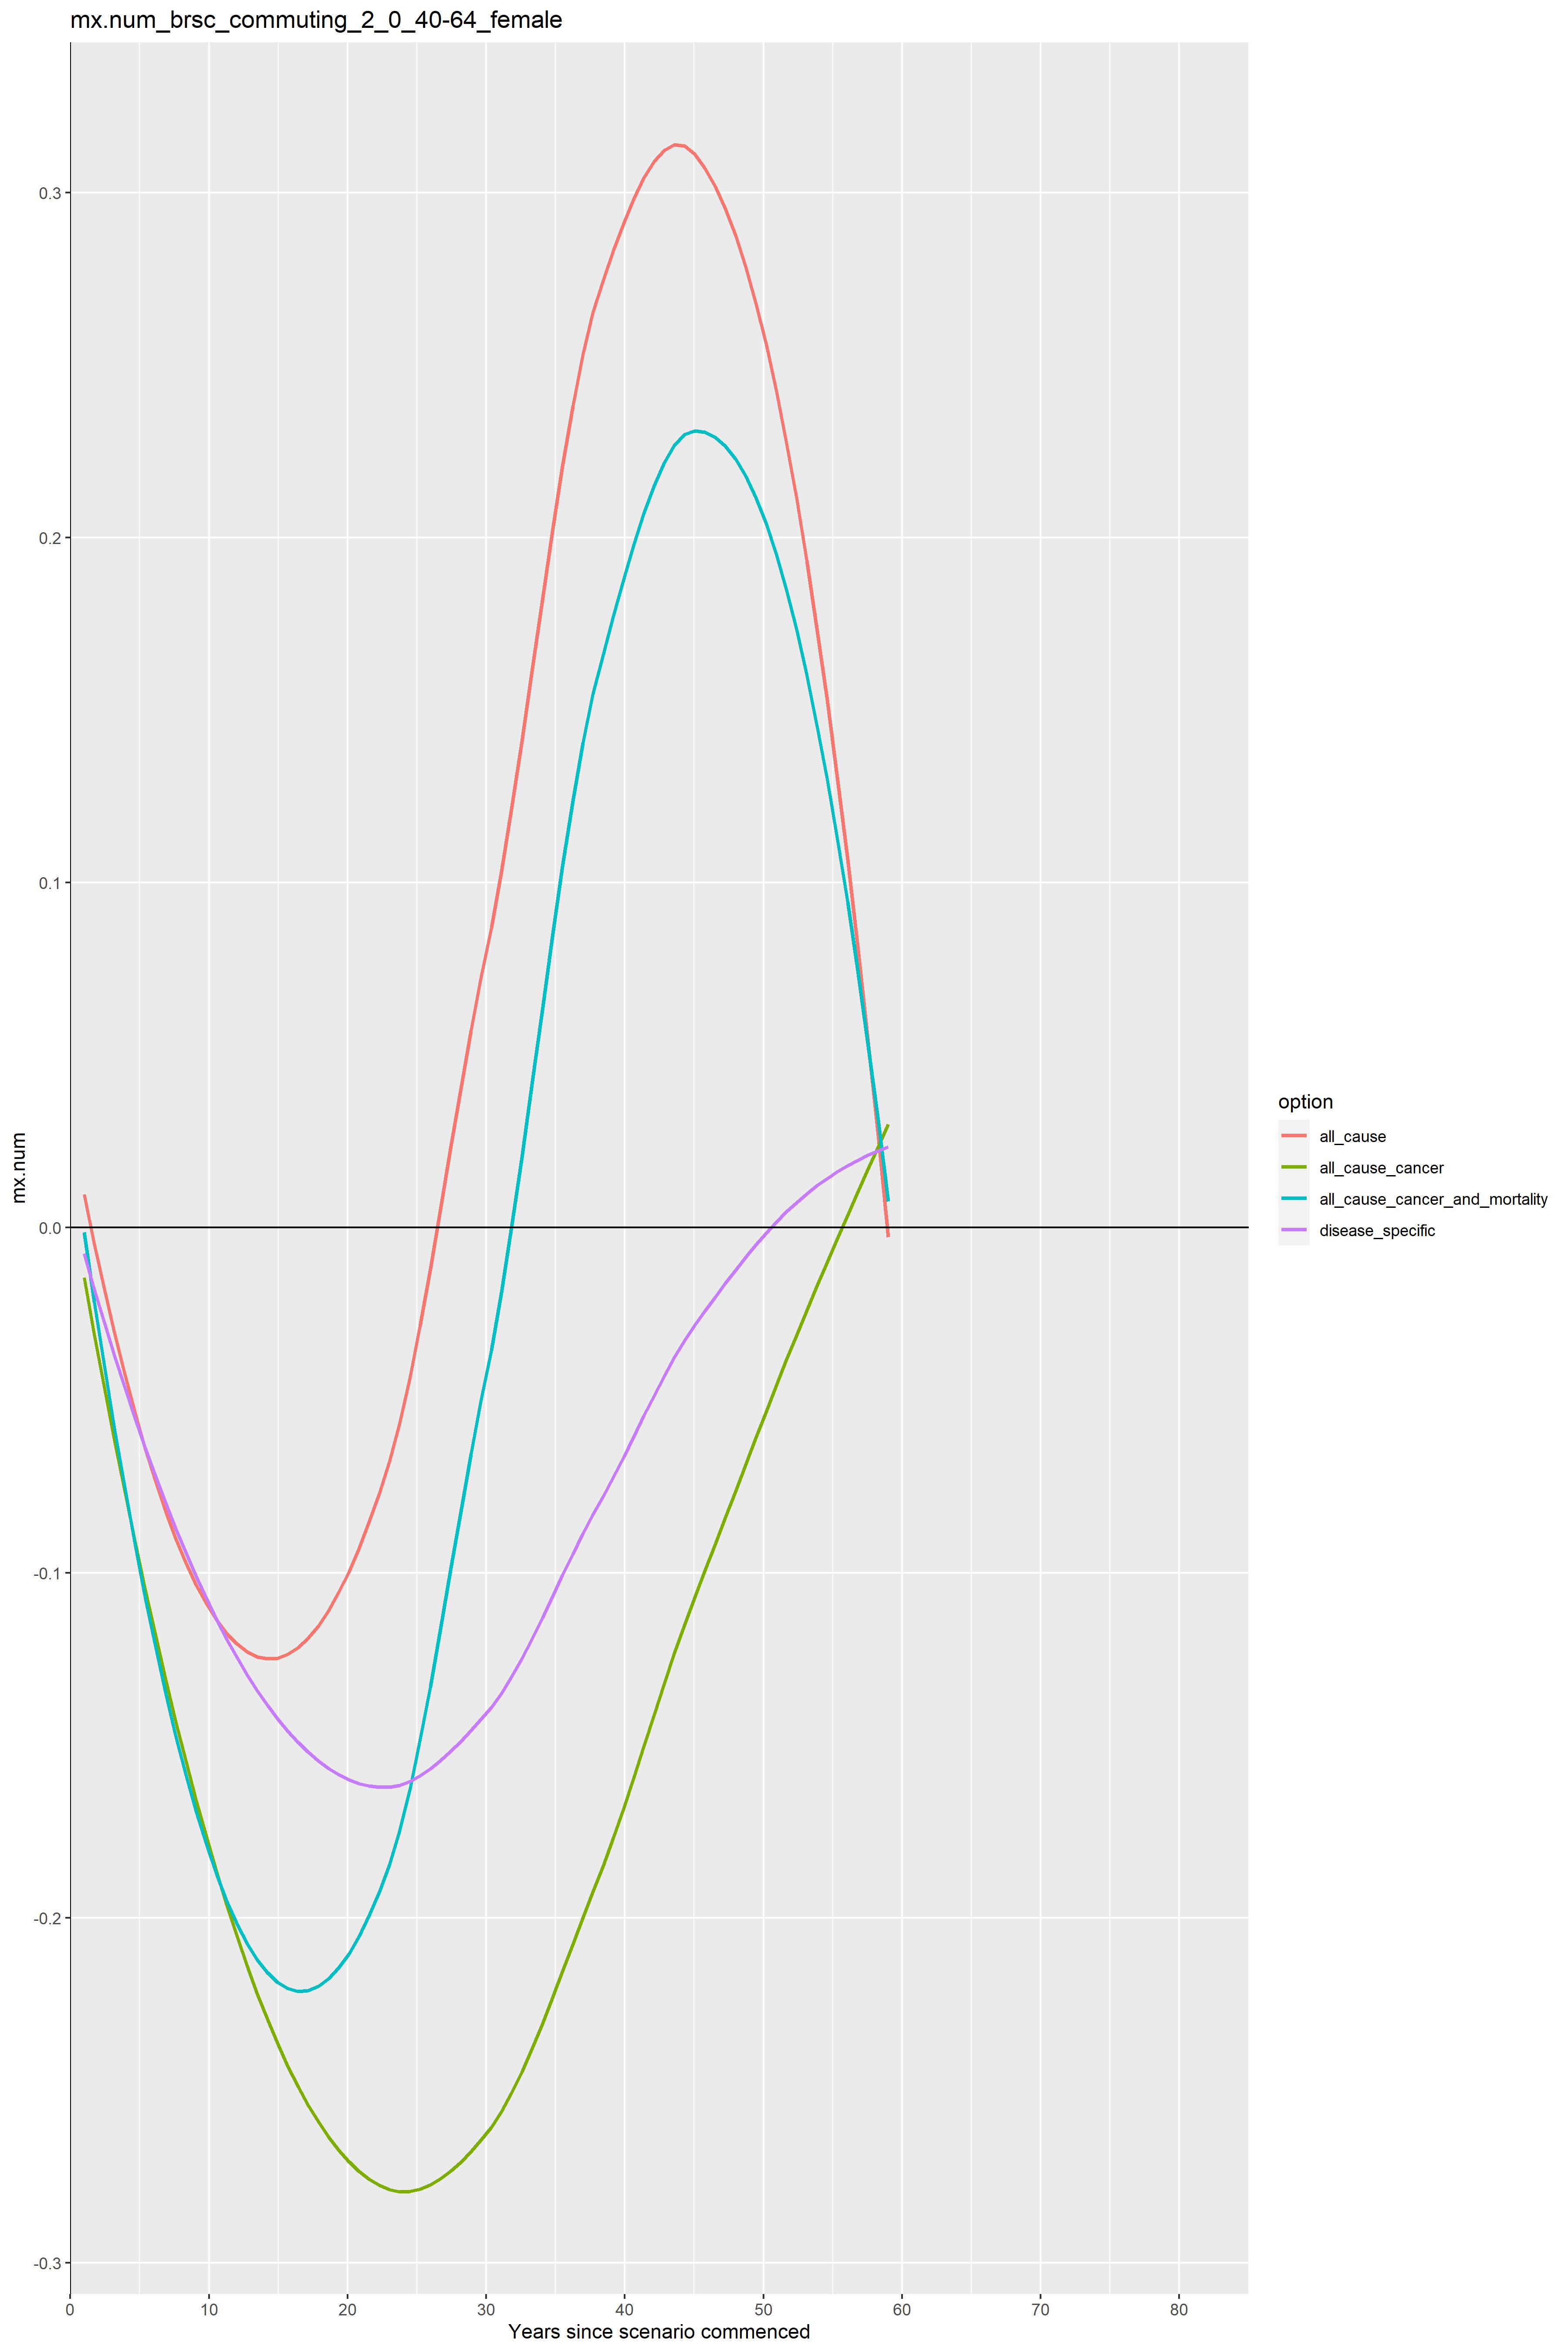 mx.num_brsc_commuting_2_0_40-64_female
mx.num
0.3
0.2
0.1
0.0
-0.1
-0.2
-0.3
0 10 20 30 40 50 60 70 80
Years since scenario commenced
option
all_cause
all_cause_cancer
all_cause_cancer_and_mortality
disease_specific